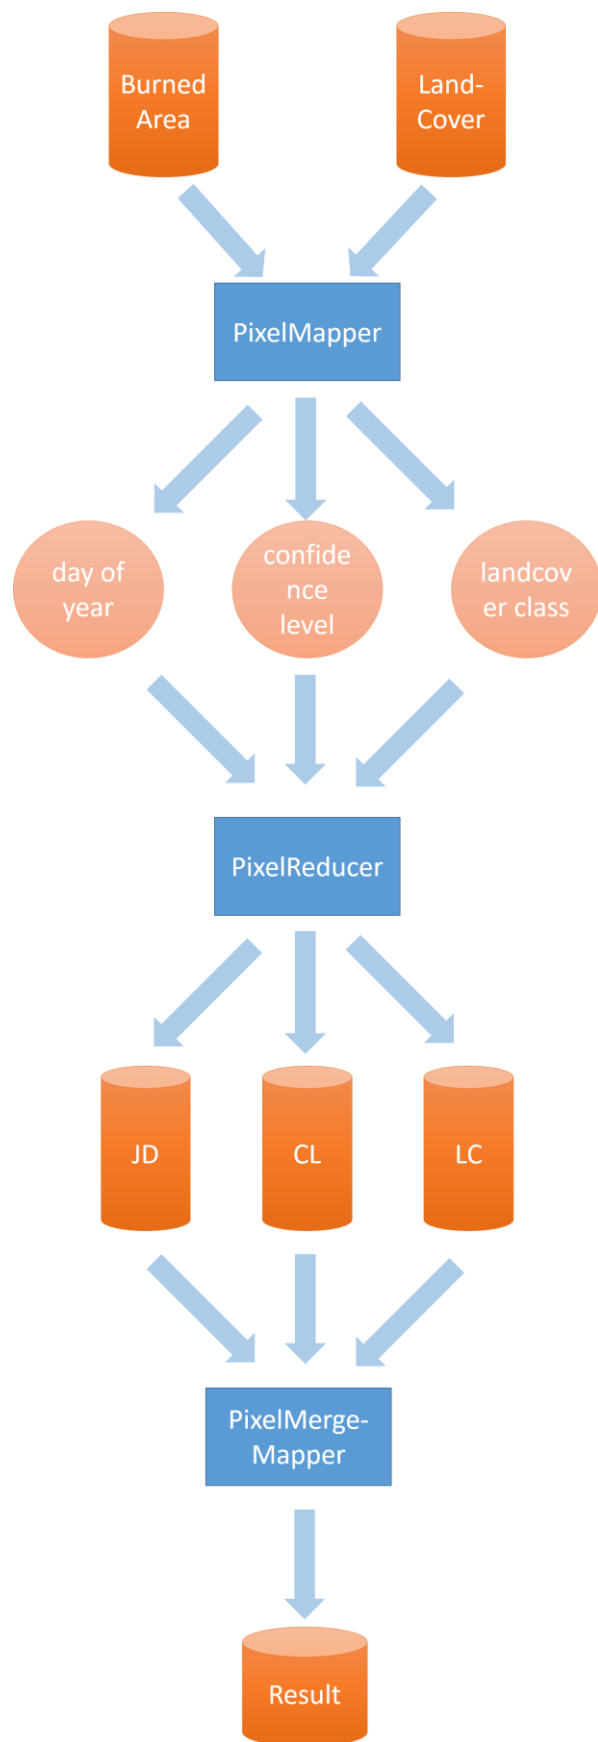 Burned
Area
Land-
Cover
PixelMapper
day of
year
confide
nce
level
landcov
er class
PixelReducer
JD
CL
LC
PixelMerge-
Mapper
Result